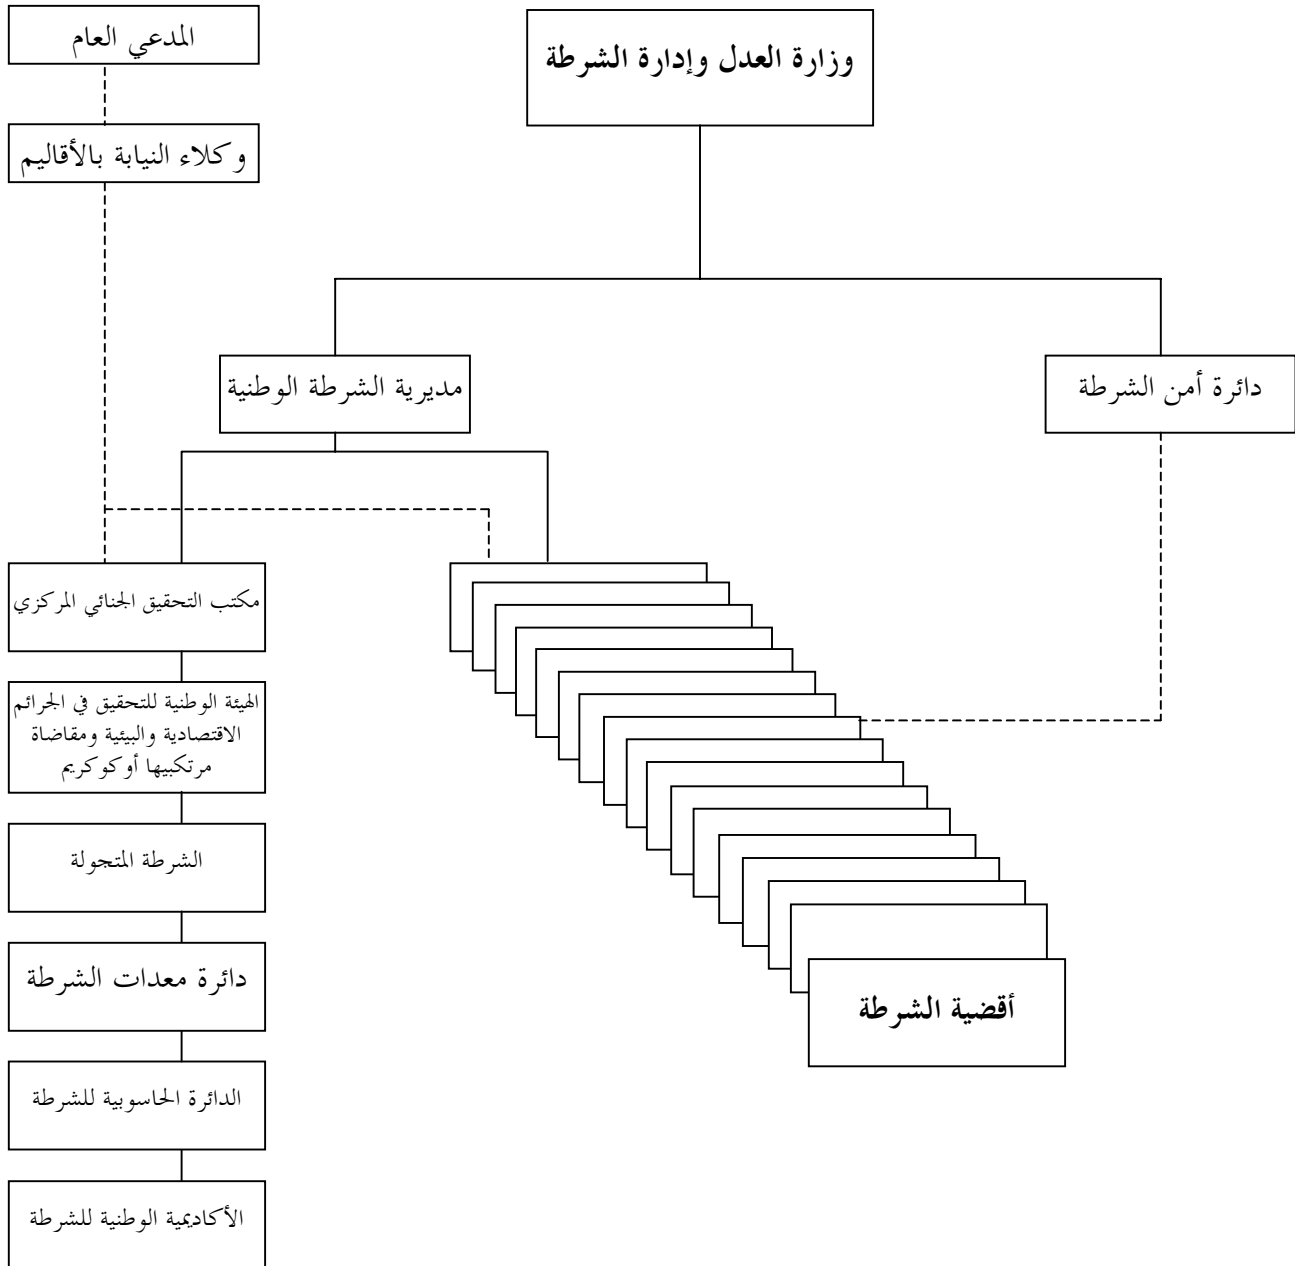 المدعي العام
وزارة العدل وإدارة الشرطة
وكلاء النيابة بالأقاليم
مديرية الشرطة الوطنية
دائرة أمن الشرطة
مكتب التحقيق الجنائي المركزي
الهيئة الوطنية للتحقيق في الجرائم
الاقتصادية والبيئية ومقاضاة
مرتكبيها أوكوكريم
الشرطة المتجولة
دائرة معدات الشرطة
أقضية الشرطة
الدائرة الحاسوبية للشرطة
الأكاديمية الوطنية للشرطة